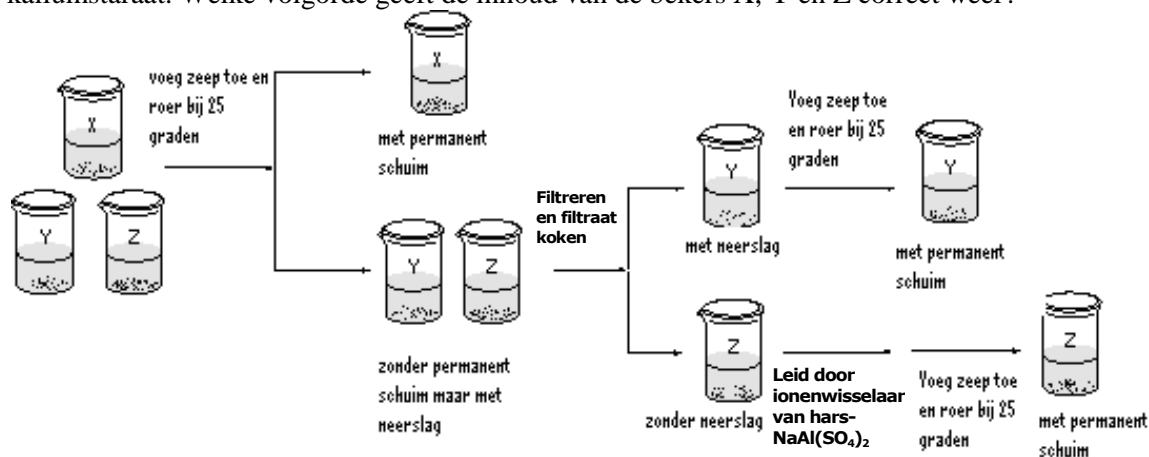 kaliumstaraat. Welke volgorde geeft de inhoud van de bekers X, Y en Z correct weer?
voeg zeep toe en
roer bij 25
graden
X
Y
Z
X
met permanent
schuim
Y
Z
zonder permanent
schuim maar met
neerslag
Filtreren
en filtraat
koken
Y
met neerslag
Voeg zeep toe
en roer bij 25
graden
Y
met permanent
schuim
Z
zonder neerslag
Leid door
ionenwisselaar
van hars-
NaAl(SO₄)₂
Voeg zeep toe
en roer bij 25
graden
Z
met permanent
schuim